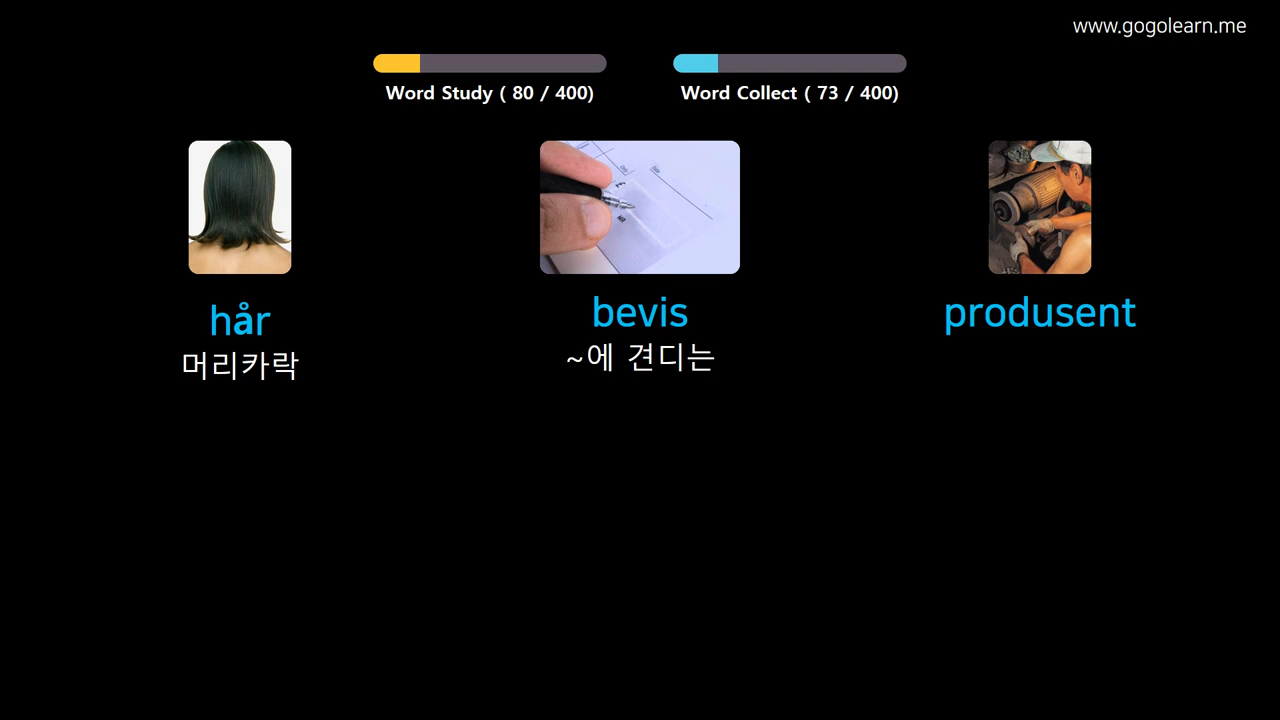 www.gogolearn.me
Word Study ( 80 / 400)
Word Collect ( 73 / 400)
hår
머리카락
bevis
~에 견디는
produsent